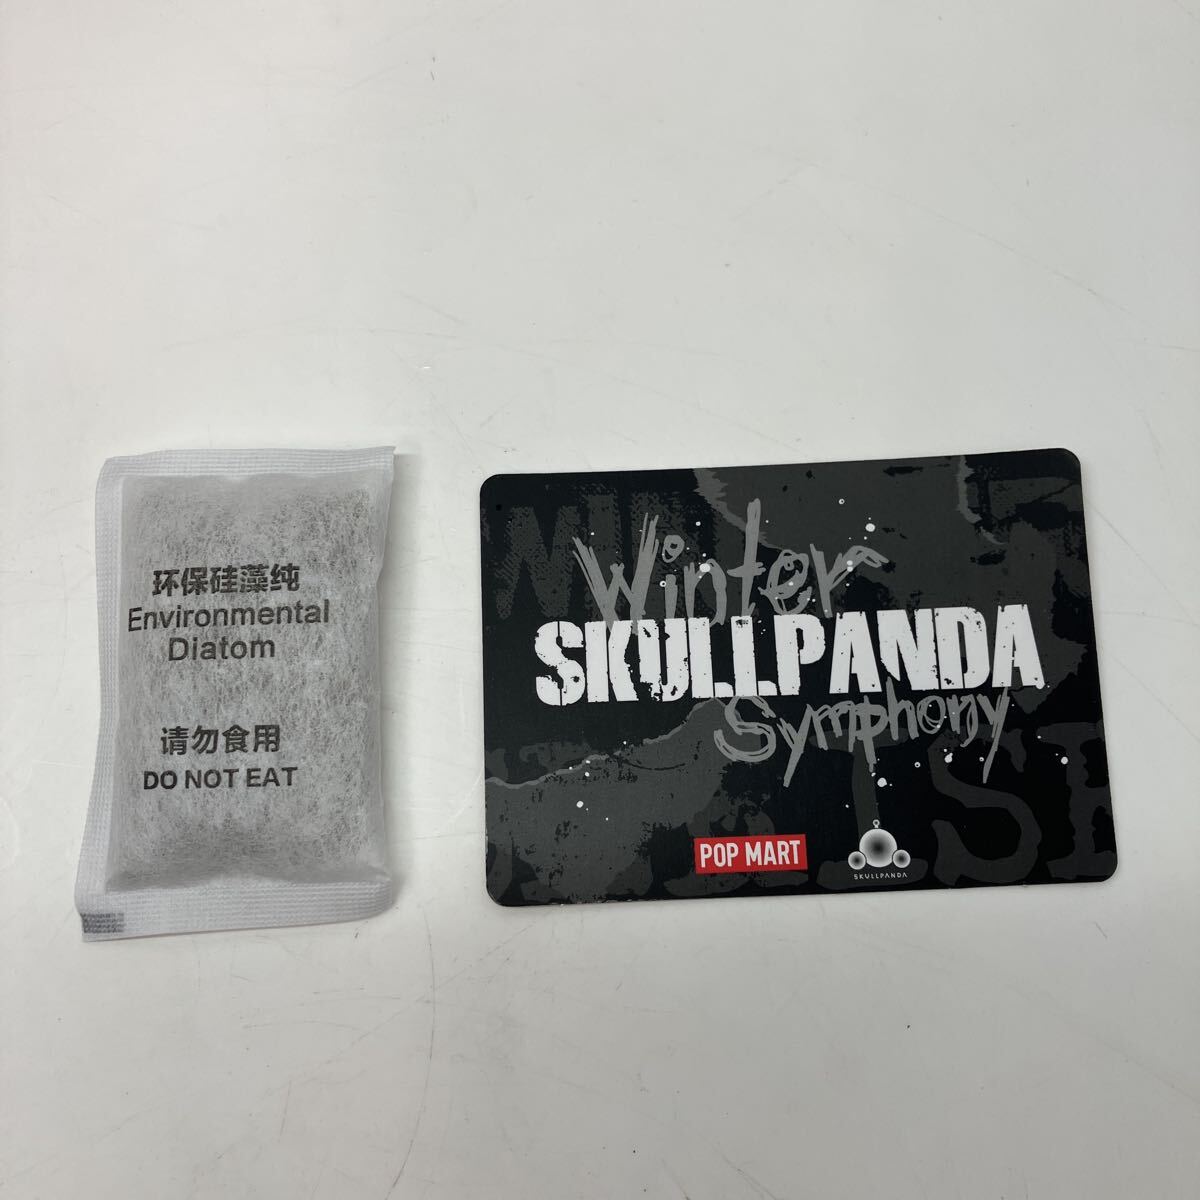 环保硅藻纯
Environmental
Diatom
请勿食用
DO NOT EAT
Winter
SKULLPANDA
Symphony
POP MART
SKULLPANDA